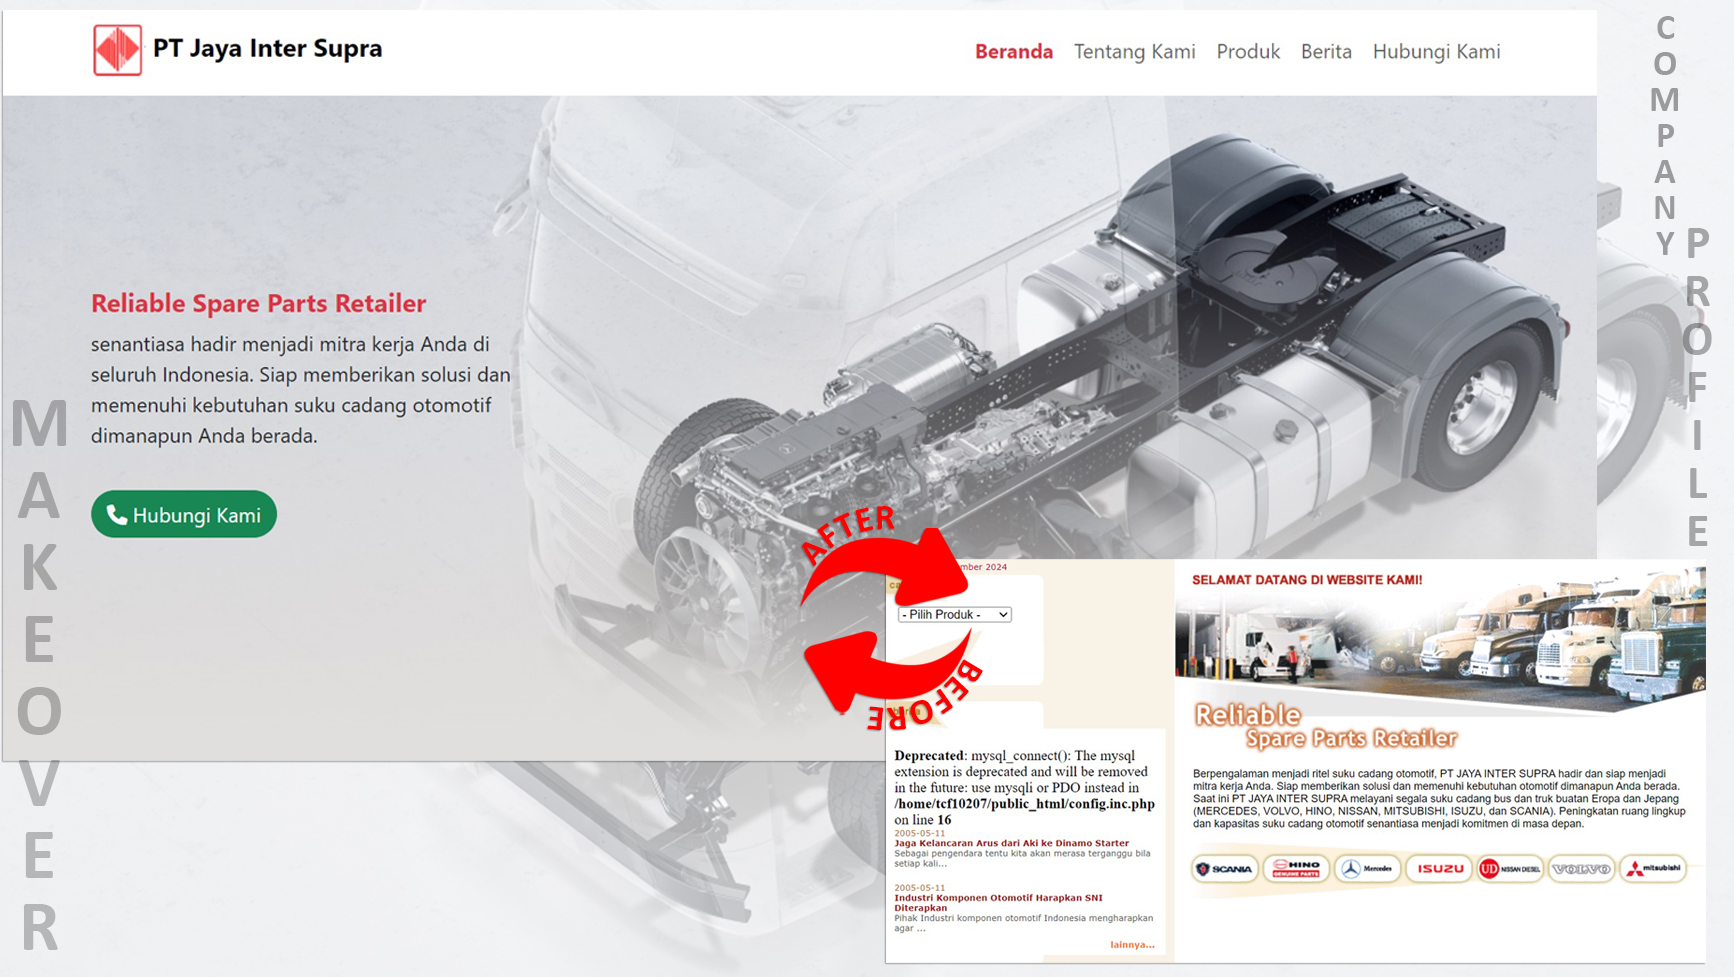 PT Jaya Inter Supra
Beranda Tentang Kami Produk Berita Hubungi Kami
COMPANY
PROFILE
MAKEOVER
Reliable Spare Parts Retailer
senantiasa hadir menjadi mitra kerja Anda di
seluruh Indonesia. Siap memberikan solusi dan
memenuhi kebutuhan suku cadang otomotif
dimanapun Anda berada.
Hubungi Kami
AFTER
BEFORE
2024
- Pilih Produk -
Deprecated: mysql_connect(): The mysql
extension is deprecated and will be removed
in the future: use mysqli or PDO instead in
/home/tcf10207/public_html/config.inc.php
on line 16
2005-05-11
Jaga Kelancaran Arus dari Aki ke Dinamo Starter
Sebagai pengendara tentu kita akan merasa terganggu bila
setiap kali...
2005-05-11
Industri Komponen Otomotif Harapkan SNI
Diterapkan
Pihak Industri komponen otomotif Indonesia mengharapkan
agar ...
lainnya...
SELAMAT DATANG DI WEBSITE KAMI!
Reliable
Spare Parts Retailer
Berpengalaman menjadi ritel suku cadang otomotif, PT JAYA INTER SUPRA hadir dan siap menjadi
mitra kerja Anda. Siap memberikan solusi dan memenuhi kebutuhan otomotif dimanapun Anda berada.
Saat ini PT JAYA INTER SUPRA melayani segala suku cadang bus dan truk buatan Eropa dan Jepang
(MERCEDES, VOLVO, HINO, NISSAN, MITSUBISHI, ISUZU, dan SCANIA). Peningkatan ruang lingkup
dan kapasitas suku cadang otomotif senantiasa menjadi komitmen di masa depan.
SCANIA HINO GENUINE PARTS Mercedes ISUZU UD NISSAN DIESEL VOLVO mitsubishi